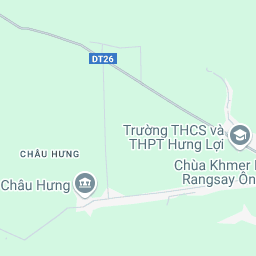 DT26
Trường THCS và
THPT Hưng Lợi
CHÂU HƯNG
Chùa Khmer
Rangsay Ôn
Châu Hưng